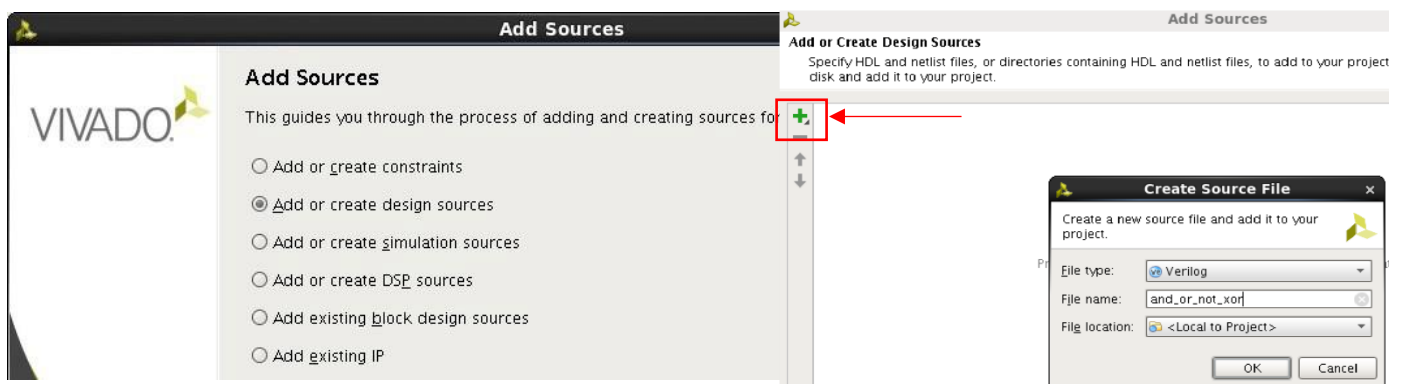 Add Sources
VIVADO.
Add Sources
This guides you through the process of adding and creating sources fo
Add or create constraints
Add or create design sources
Add or create simulation sources
Add or create DSP sources
Add existing block design sources
Add existing IP
Add Sources
Add or Create Design Sources
Specify HDL and netlist files, or directories containing HDL and netlist files, to add to your project
disk and add it to your project.
Create Source File
Create a new source file and add it to your
project.
Pr
File type:
Verilog
File name:
and_or_not_xor
File location:
<Local to Project>
OK
Cancel